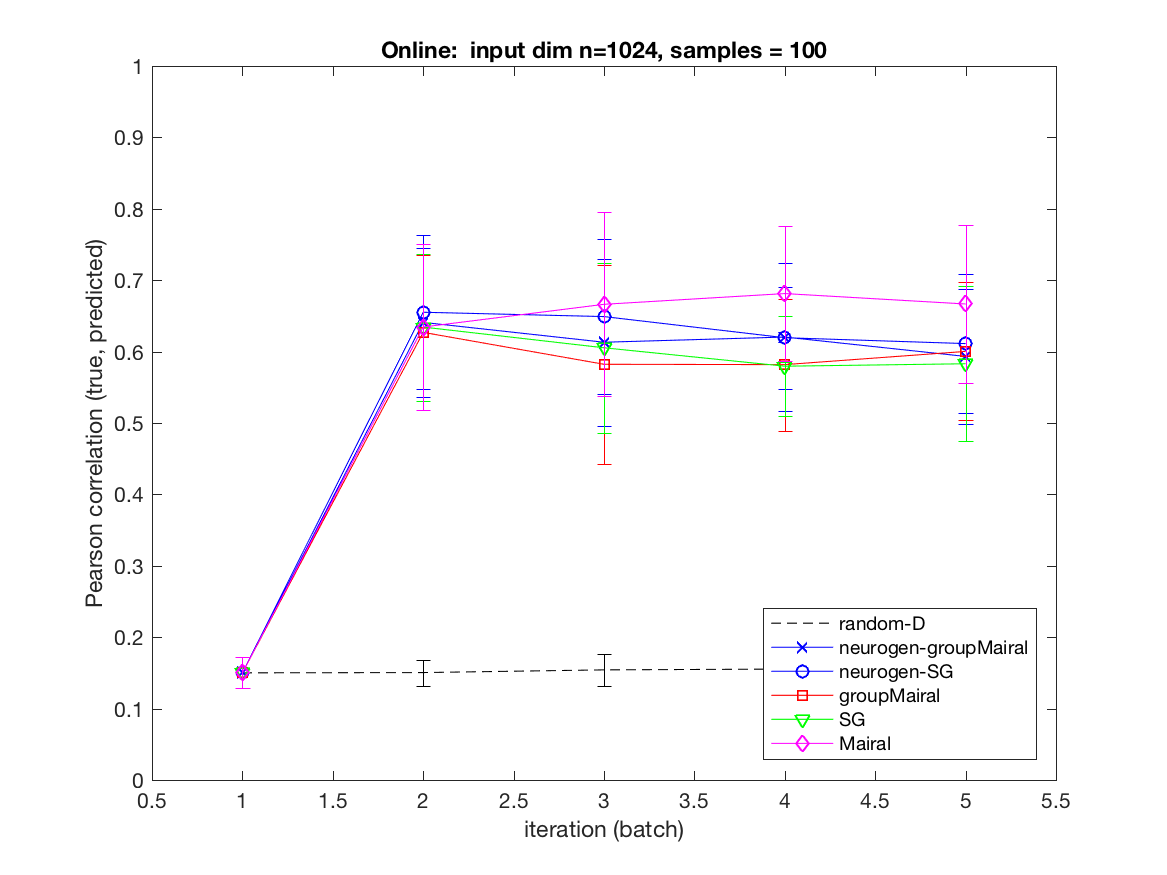 Online: input dim n=1024, samples = 100
1
0.9
0.8
0.7
0.6
0.5
0.4
0.3
0.2
0.1
0
Pearson correlation (true, predicted)
random-D
neurogen-groupMairal
neurogen-SG
groupMairal
SG
Mairal
0.5 1 1.5 2 2.5 3 3.5 4 4.5 5 5.5
iteration (batch)